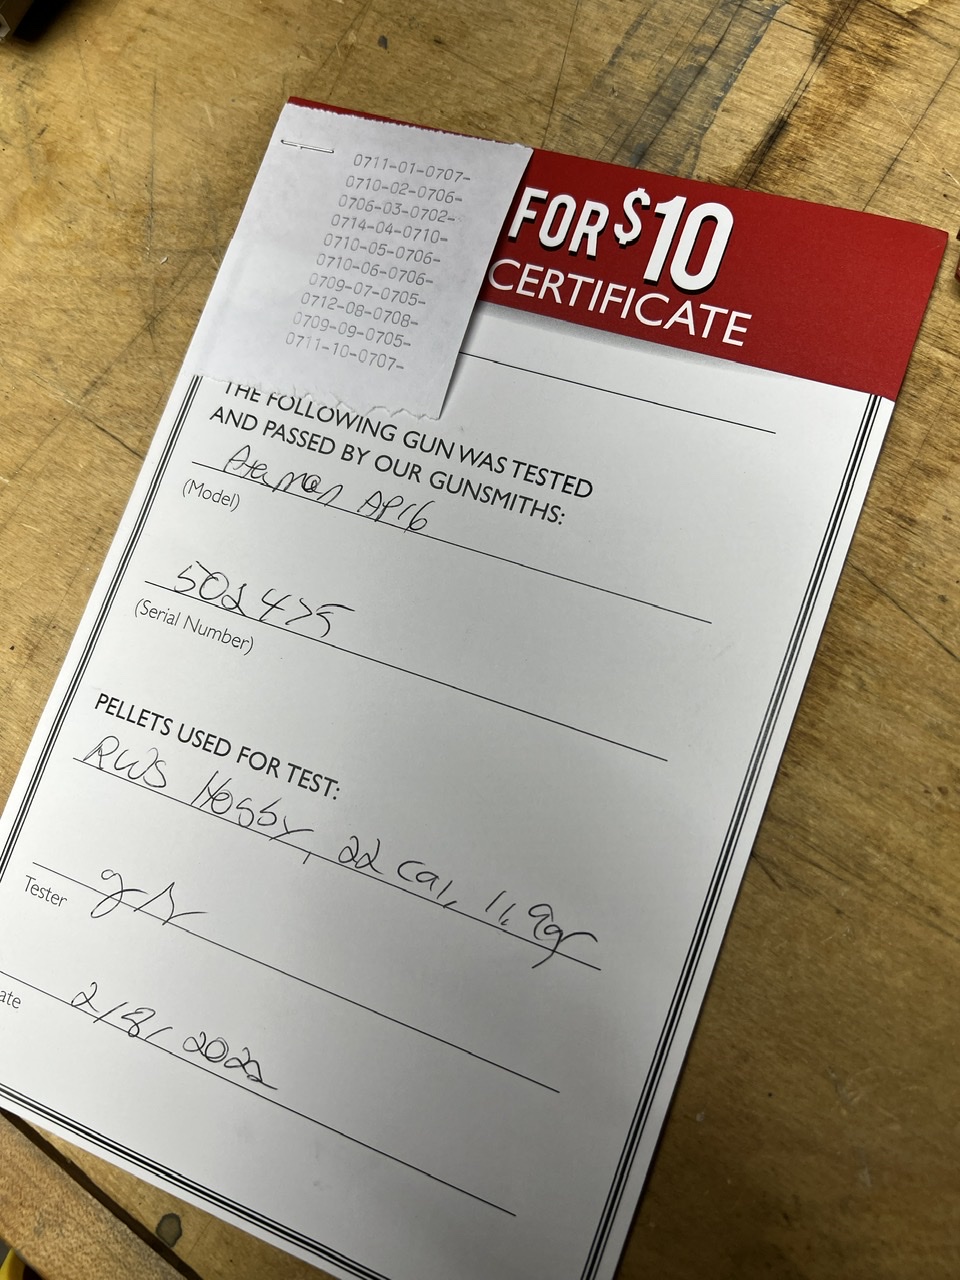 0711-01-0707-
0710-02-0706-
0706-03-0702-
0714-04-0710-
0710-05-0706-
0710-06-0706-
0709-07-0705-
0712-08-0708-
0709-09-0705-
0711-10-0707-
FOR $10
CERTIFICATE
THE FOLLOWING GUN WAS TESTED
AND PASSED BY OUR GUNSMITHS:
Ataman AP16
(Model)
502475
(Serial Number)
PELLETS USED FOR TEST:
RWS Hobby, 22 cal, 11.9gr
Tester
ate 2/8/2022